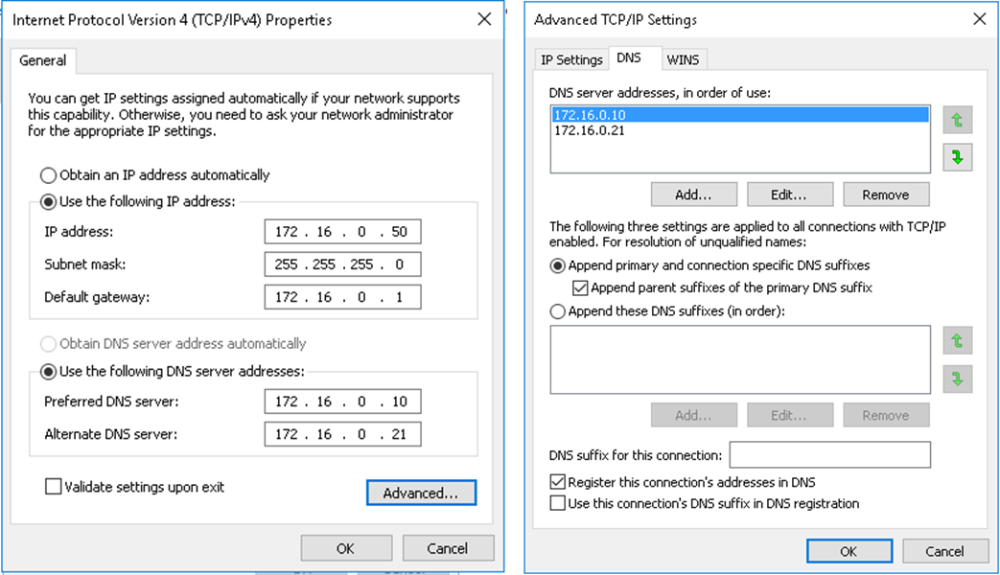 Internet Protocol Version 4 (TCP/IPv4) Properties
General
You can get IP settings assigned automatically if your network supports
this capability. Otherwise, you need to ask your network administrator
for the appropriate IP settings.
Obtain an IP address automatically
Use the following IP address:
IP address: 172 . 16 . 0 . 50
Subnet mask: 255 . 255 . 255 . 0
Default gateway: 172 . 16 . 0 . 1
Obtain DNS server address automatically
Use the following DNS server addresses:
Preferred DNS server: 172 . 16 . 0 . 10
Alternate DNS server: 172 . 16 . 0 . 21
Validate settings upon exit
Advanced...
OK Cancel
Advanced TCP/IP Settings
IP Settings DNS WINS
DNS server addresses, in order of use:
172.16.0.10
172.16.0.21
Add... Edit... Remove
The following three settings are applied to all connections with TCP/IP
enabled. For resolution of unqualified names:
Append primary and connection specific DNS suffixes
Append parent suffixes of the primary DNS suffix
Append these DNS suffixes (in order):
Add... Edit... Remove
DNS suffix for this connection:
Register this connection's addresses in DNS
Use this connection's DNS suffix in DNS registration
OK Cancel